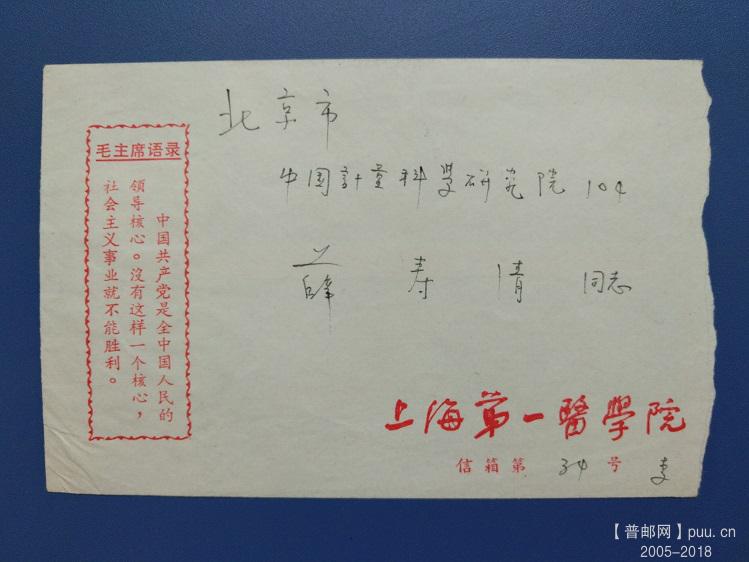 北京市
中国計量科学研究院 104
薛寿清 同志
毛主席语录
中国共产党是全中国人民的
领导核心。没有这样一个核心，
社会主义事业就不能胜利。
上海第一醫學院
信箱第 34 号 李
【普邮网】puu.cn
2005-2018